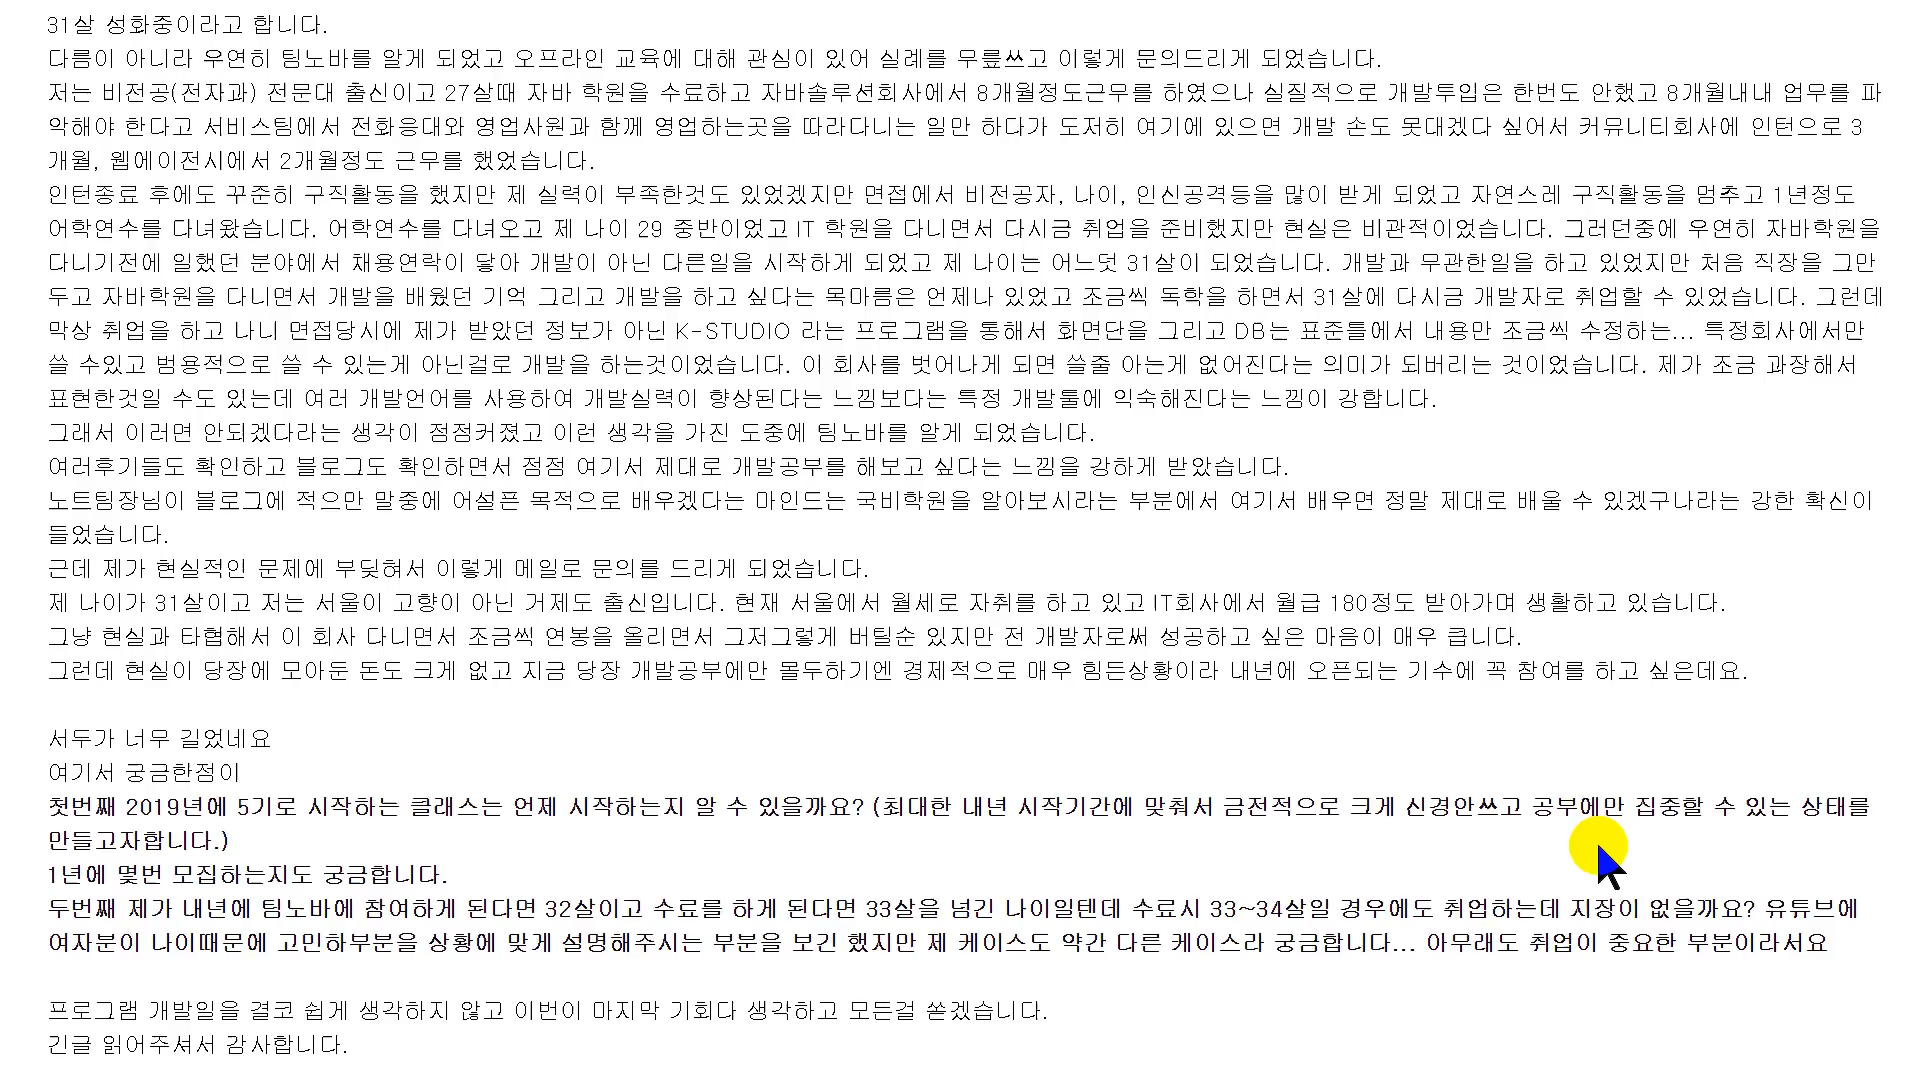 31살 성화중이라고 합니다.
다름이 아니라 우연히 팀노바를 알게 되었고 오프라인 교육에 대해 관심이 있어 실례를 무릎쓰고 이렇게 문의드리게 되었습니다.
저는 비전공(전자과) 전문대 출신이고 27살때 자바 학원을 수료하고 자바솔루션회사에서 8개월정도근무를 하였으나 실질적으로 개발투입은 한번도 안했고 8개월내내 업무를 파
악해야 한다고 서비스팀에서 전화응대와 영업사원과 함께 영업하는곳을 따라다니는 일만 하다가 도저히 여기에 있으면 개발 손도 못대겠다 싶어서 커뮤니티회사에 인턴으로 3
개월, 웹에이전시에서 2개월정도 근무를 했었습니다.
인턴종료 후에도 꾸준히 구직활동을 했지만 제 실력이 부족한것도 있었겠지만 면접에서 비전공자, 나이, 인신공격등을 많이 받게 되었고 자연스레 구직활동을 멈추고 1년정도
어학연수를 다녀왔습니다. 어학연수를 다녀오고 제 나이 29 중반이었고 IT 학원을 다니면서 다시금 취업을 준비했지만 현실은 비관적이었습니다. 그러던중에 우연히 자바학원을
다니기전에 일했던 분야에서 채용연락이 닿아 개발이 아닌 다른일을 시작하게 되었고 제 나이는 어느덧 31살이 되었습니다. 개발과 무관한일을 하고 있었지만 처음 직장을 그만
두고 자바학원을 다니면서 개발을 배웠던 기억 그리고 개발을 하고 싶다는 목마름은 언제나 있었고 조금씩 독학을 하면서 31살에 다시금 개발자로 취업할 수 있었습니다. 그런데
막상 취업을 하고 나니 면접당시에 제가 받았던 정보가 아닌 K-STUDIO 라는 프로그램을 통해서 화면단을 그리고 DB는 표준틀에서 내용만 조금씩 수정하는... 특정회사에서만
쓸 수있고 범용적으로 쓸 수 있는게 아닌걸로 개발을 하는것이었습니다. 이 회사를 벗어나게 되면 쓸줄 아는게 없어진다는 의미가 되버리는 것이었습니다. 제가 조금 과장해서
표현한것일 수도 있는데 여러 개발언어를 사용하여 개발실력이 향상된다는 느낌보다는 특정 개발툴에 익숙해진다는 느낌이 강합니다.
그래서 이러면 안되겠다라는 생각이 점점커졌고 이런 생각을 가진 도중에 팀노바를 알게 되었습니다.
여러후기들도 확인하고 블로그도 확인하면서 점점 여기서 제대로 개발공부를 해보고 싶다는 느낌을 강하게 받았습니다.
노트팀장님이 블로그에 적으만 말중에 어설픈 목적으로 배우겠다는 마인드는 국비학원을 알아보시라는 부분에서 여기서 배우면 정말 제대로 배울 수 있겠구나라는 강한 확신이
들었습니다.
근데 제가 현실적인 문제에 부딪혀서 이렇게 메일로 문의를 드리게 되었습니다.
제 나이가 31살이고 저는 서울이 고향이 아닌 거제도 출신입니다. 현재 서울에서 월세로 자취를 하고 있고 IT회사에서 월급 180정도 받아가며 생활하고 있습니다.
그냥 현실과 타협해서 이 회사 다니면서 조금씩 연봉을 올리면서 그저그렇게 버틸순 있지만 전 개발자로써 성공하고 싶은 마음이 매우 큽니다.
그런데 현실이 당장에 모아둔 돈도 크게 없고 지금 당장 개발공부에만 몰두하기엔 경제적으로 매우 힘든상황이라 내년에 오픈되는 기수에 꼭 참여를 하고 싶은데요.
서두가 너무 길었네요
여기서 궁금한점이
첫번째 2019년에 5기로 시작하는 클래스는 언제 시작하는지 알 수 있을까요? (최대한 내년 시작기간에 맞춰서 금전적으로 크게 신경안쓰고 공부에만 집중할 수 있는 상태를
만들고자합니다.)
1년에 몇번 모집하는지도 궁금합니다.
두번째 제가 내년에 팀노바에 참여하게 된다면 32살이고 수료를 하게 된다면 33살을 넘긴 나이일텐데 수료시 33~34살일 경우에도 취업하는데 지장이 없을까요? 유튜브에
여자분이 나이때문에 고민하부분을 상황에 맞게 설명해주시는 부분을 보긴 했지만 제 케이스도 약간 다른 케이스라 궁금합니다... 아무래도 취업이 중요한 부분이라서요
프로그램 개발일을 결코 쉽게 생각하지 않고 이번이 마지막 기회다 생각하고 모든걸 쏟겠습니다.
긴글 읽어주셔서 감사합니다.